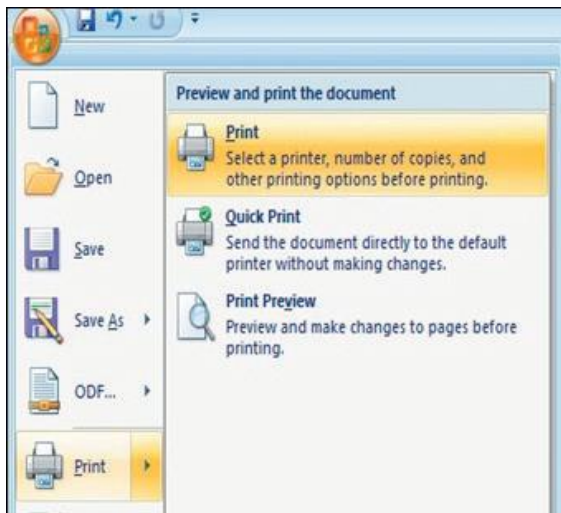 New
Open
Save
Save As
ODF...
Print
Preview and print the document
Print
Select a printer, number of copies, and
other printing options before printing.
Quick Print
Send the document directly to the default
printer without making changes.
Print Preview
Preview and make changes to pages before
printing.